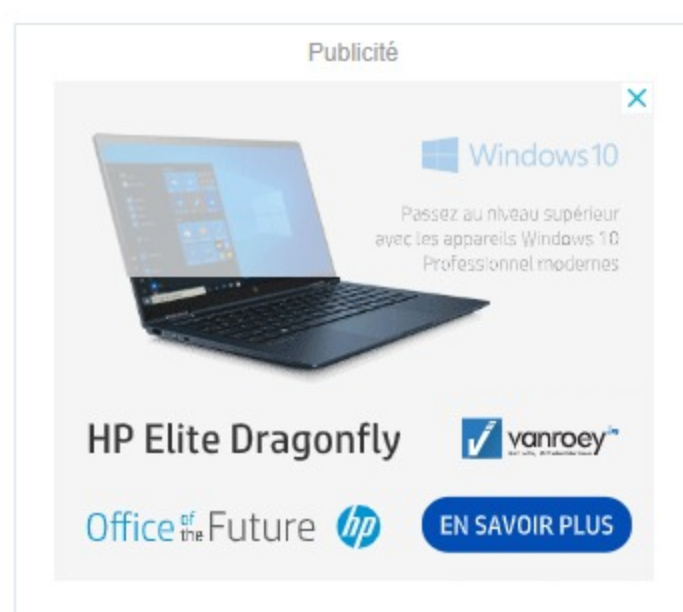 Publicité
Windows 10
Passez au niveau supérieur
avec les appareils Windows 10
Professionnel modernes
HP Elite Dragonfly
vanroey
Office of the Future
hp
EN SAVOIR PLUS